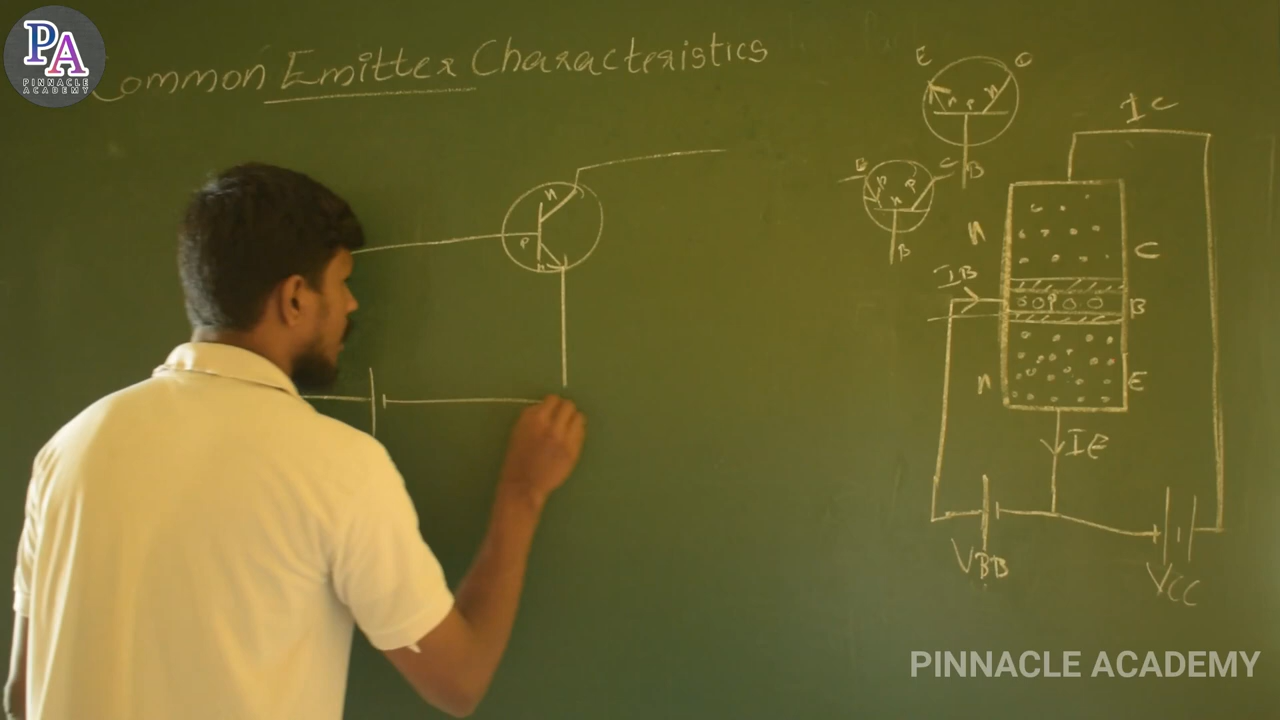 PA
PINNACLE
ACADEMY
Common Emitter Characteristics
E C
n p n
B
E C
p n p
B
n
p
n
IC
n C
IB
p B
n E
IE
VBB
VCC
PINNACLE ACADEMY